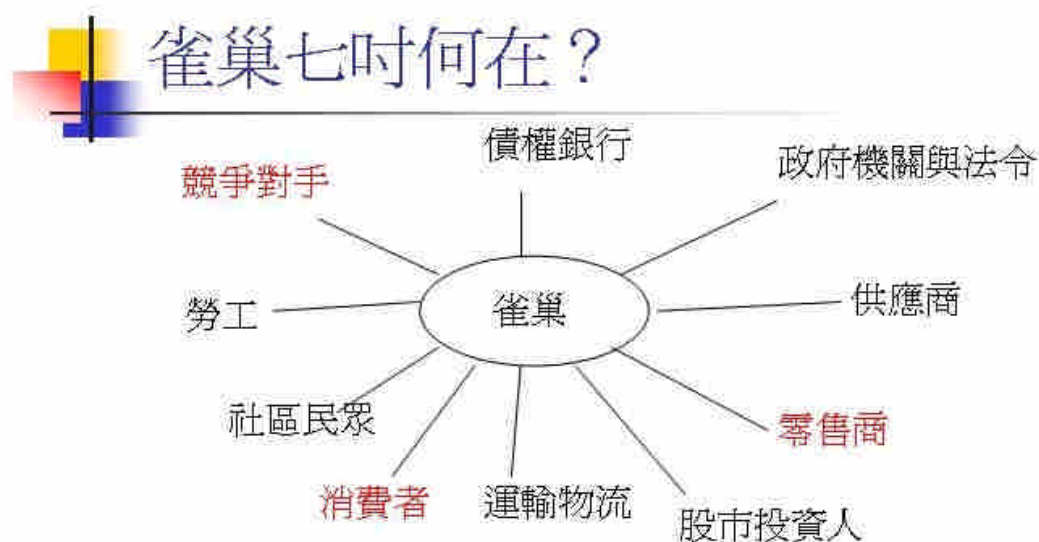 雀巢七吋何在？
債權銀行
政府機關與法令
競爭對手
供應商
雀巢
勞工
零售商
社區民眾
消費者
運輸物流
股市投資人